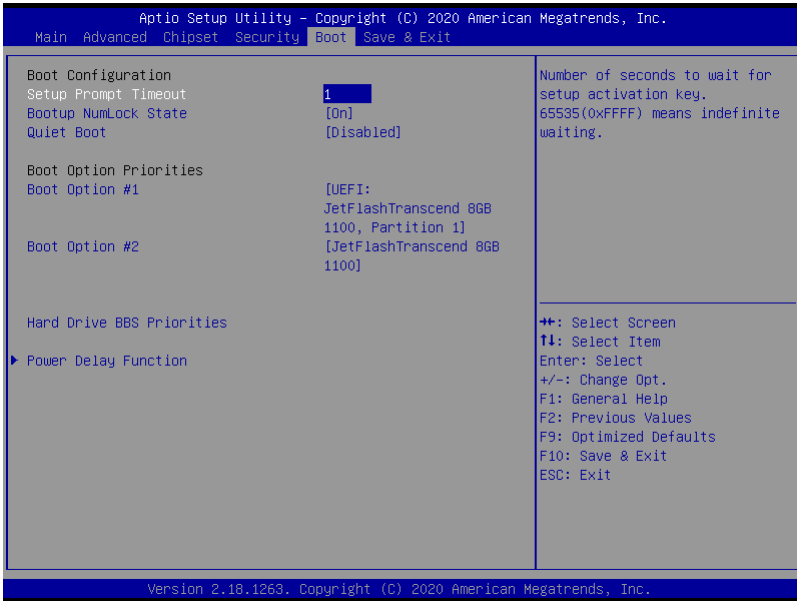 Aptio Setup Utility – Copyright (C) 2020 American Megatrends, Inc.
Main Advanced Chipset Security Boot Save & Exit
Boot Configuration
Setup Prompt Timeout 1
Bootup NumLock State [On]
Quiet Boot [Disabled]
Boot Option Priorities
Boot Option #1 [UEFI:
JetFlashTranscend 8GB
1100, Partition 1]
Boot Option #2 [JetFlashTranscend 8GB
1100]
Hard Drive BBS Priorities
Power Delay Function
Number of seconds to wait for
setup activation key.
65535(0xFFFF) means indefinite
waiting.
→←: Select Screen
↑↓: Select Item
Enter: Select
+/-: Change Opt.
F1: General Help
F2: Previous Values
F9: Optimized Defaults
F10: Save & Exit
ESC: Exit
Version 2.18.1263. Copyright (C) 2020 American Megatrends, Inc.